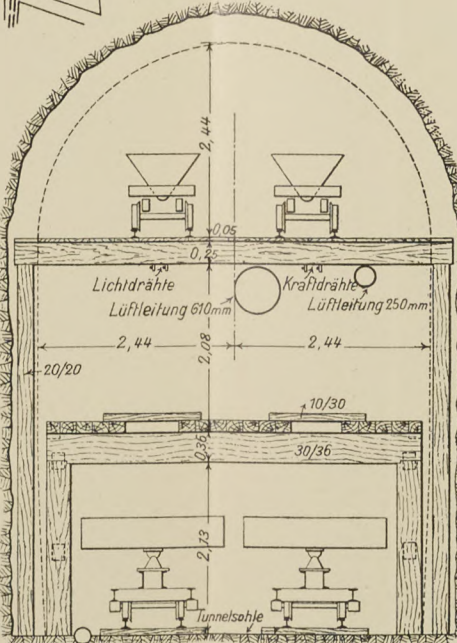 2,44
0,05
0,25
Lichtdrähte
Kraftdrähte
Lüftleitung 610mm
Lüftleitung 250mm
2,44
2,08
2,44
20/20
10/30
0,36
30/36
2,13
Tunnelsohle